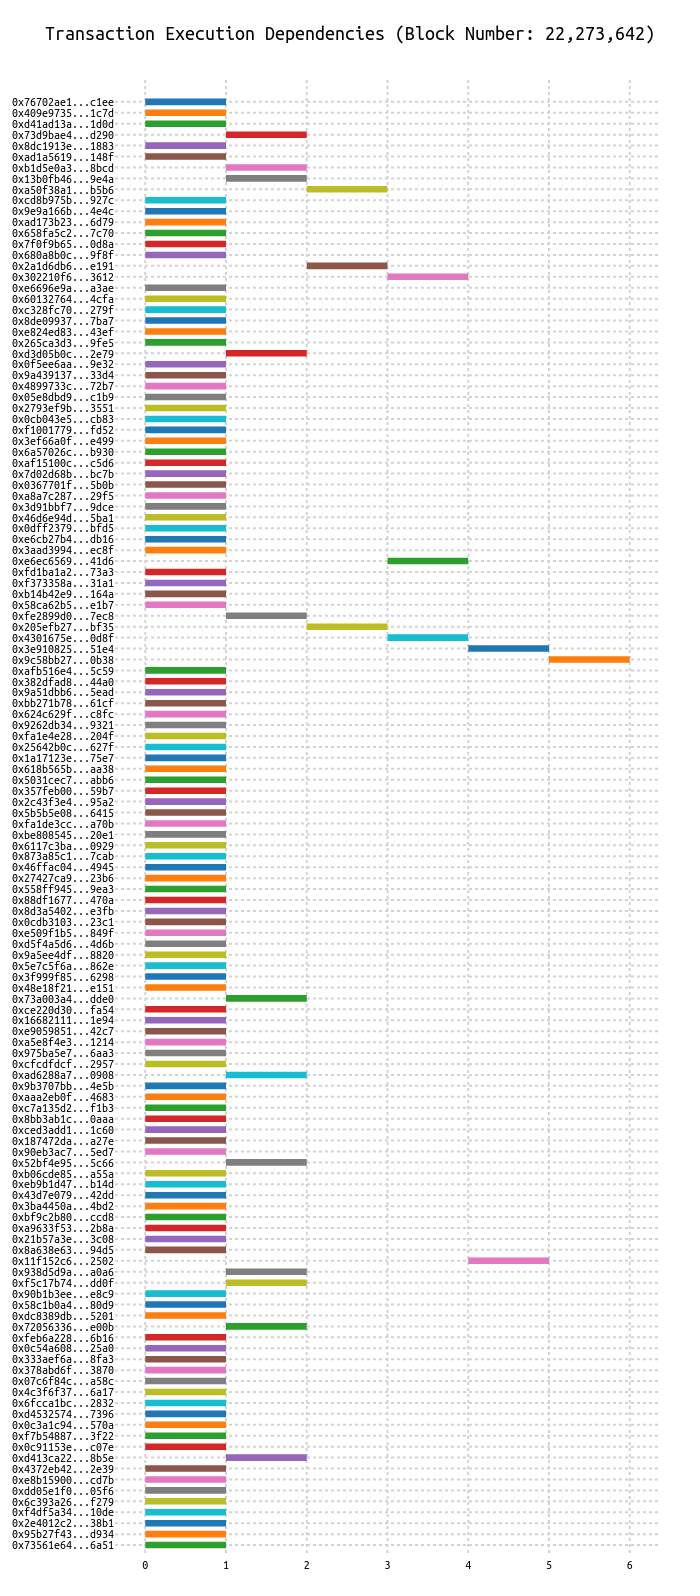 Transaction Execution Dependencies (Block Number: 22,273,642)
0x76702ae1...c1ee
0x409e9735...1c7d
0xd41ad13a...1d0d
0x73d9bae4...d290
0x8dc1913e...1883
0xad1a5619...148f
0xb1d5e0a3...8bcd
0x13b0fb46...9e4a
0xa50f38a1...b5b6
0xcd8b975b...927c
0x9e9a166b...4e4c
0xad173b23...6d79
0x658fa5c2...7c70
0x7f0f9b65...0d8a
0x680a8b0c...9f8f
0x2a1d6db6...e191
0x302210f6...3612
0xe6696e9a...a3ae
0x60132764...4cfa
0xc328fc70...279f
0x8de09937...7ba7
0xe824ed83...43ef
0x265ca3d3...9fe5
0xd3d05b0c...2e79
0x0f5ee6aa...9e32
0x9a439137...33d4
0x4899733c...72b7
0x05e8dbd9...c1b9
0x2793ef9b...3551
0x0cb043e5...cb83
0xf1001779...fd52
0x3ef66a0f...e499
0x6a57026c...b930
0xaf15100c...c5d6
0x7d02d68b...bc7b
0x0367701f...5b0b
0xa8a7c287...29f5
0x3d91bbf7...9dce
0x46d6e94d...5ba1
0x0dff2379...bfd5
0xe6cb27b4...db16
0x3aad3994...ec8f
0xe6ec6569...41d6
0xfd1ba1a2...73a3
0xf373358a...31a1
0xb14b42e9...164a
0x58ca62b5...e1b7
0xfe2899d0...7ec8
0x205efb27...bf35
0x4301675e...0d8f
0x3e910825...51e4
0x9c58bb27...0b38
0xafb516e4...5c59
0x382dfad8...44a0
0x9a51dbb6...5ead
0xbb271b78...61cf
0x624c629f...c8fc
0x9262db34...9321
0xfa1e4e28...204f
0x25642b0c...627f
0x1a17123e...75e7
0x618b565b...aa38
0x5031cec7...abb6
0x357feb00...59b7
0x2c43f3e4...95a2
0x5b5b5e08...6415
0xfa1de3cc...a70b
0xbe808545...20e1
0x6117c3ba...0929
0x873a85c1...7cab
0x46ffac04...4945
0x27427ca9...23b6
0x558ff945...9ea3
0x88df1677...470a
0x8d3a5402...e3fb
0x0cdb3103...23c1
0xe509f1b5...849f
0xd5f4a5d6...4d6b
0x9a5ee4df...8820
0x5e7c5f6a...862e
0x3f999f85...6298
0x48e18f21...e151
0x73a003a4...dde0
0xce220d30...fa54
0x16682111...1e94
0xe9059851...42c7
0xa5e8f4e3...1214
0x975ba5e7...6aa3
0xcfcdfdcf...2957
0xad6288a7...0908
0x9b3707bb...4e5b
0xaaa2eb0f...4683
0xc7a135d2...f1b3
0x8bb3ab1c...0aaa
0xced3add1...1c60
0x187472da...a27e
0x90eb3ac7...5ed7
0x52bf4e95...5c66
0xb06cde85...a55a
0xeb9b1d47...b14d
0x43d7e079...42dd
0x3ba4450a...4bd2
0xbf9c2b80...ccd8
0xa9633f53...2b8a
0x21b57a3e...3c08
0x8a638e63...94d5
0x11f152c6...2502
0x938d5d9a...a0a6
0xf5c17b74...dd0f
0x90b1b3ee...e8c9
0x58c1b0a4...80d9
0xdc8389db...5201
0x72056336...e00b
0xfeb6a228...6b16
0x0c54a608...25a0
0x333aef6a...8fa3
0x378abd6f...3870
0x07c6f84c...a58c
0x4c3f6f37...6a17
0x6fcca1bc...2832
0xd4532574...7396
0x0c3a1c94...570a
0xf7b54887...3f22
0x0c91153e...c07e
0xd413ca22...8b5e
0x4372eb42...2e39
0xe8b15900...cd7b
0xdd05e1f0...05f6
0x6c393a26...f279
0xf4df5a34...10de
0x2e4012c2...38b1
0x95b27f43...d934
0x73561e64...6a51
0 1 2 3 4 5 6